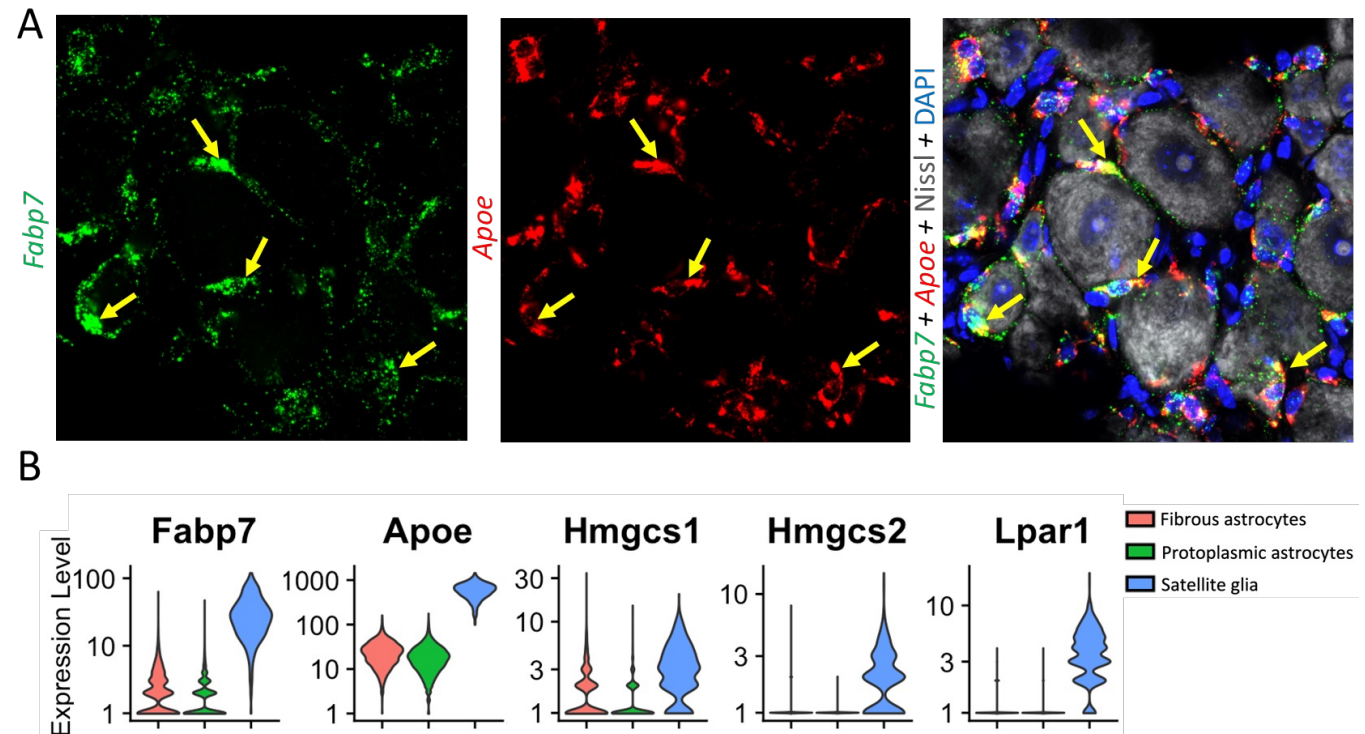 A
Fabp7
Apoe
Fabp7 + Apoe + Nissl + DAPI
B
Expression Level
Fabp7
100
10
1
Apoe
1000
100
10
1
Hmgcs1
30
10
3
1
Hmgcs2
10
3
1
Lpar1
10
3
1
Fibrous astrocytes
Protoplasmic astrocytes
Satellite glia